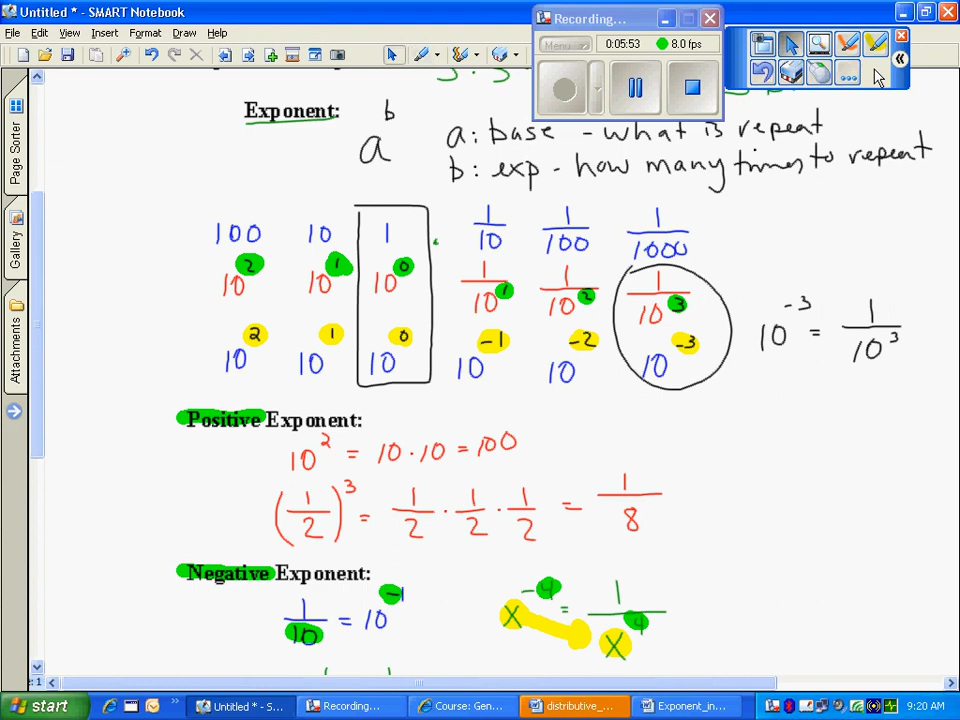 Untitled * - SMART Notebook
File Edit View Insert Format Draw Help
Recording...
Menu
0:05:53 8.0 fps
Page Sorter
Gallery
Attachments
Exponent:
a^b
a: base - what is repeat
b: exp - how many times to repeat
100 10 1 . 1/10 1/100 1/1000
10^2 10^1 10^0 1/10^1 1/10^2 1/10^3
10^2 10^1 10^0 10^-1 10^-2 10^-3
10^-3 = 1/10^3
Positive Exponent:
10^2 = 10 · 10 = 100
(1/2)^3 = 1/2 · 1/2 · 1/2 = 1/8
Negative Exponent:
1/10 = 10^-1
x^-4 = 1/x^4
: 1
start
Untitled * - S...
Recording...
Course: Gen...
distributive_...
Exponent_in...
9:20 AM